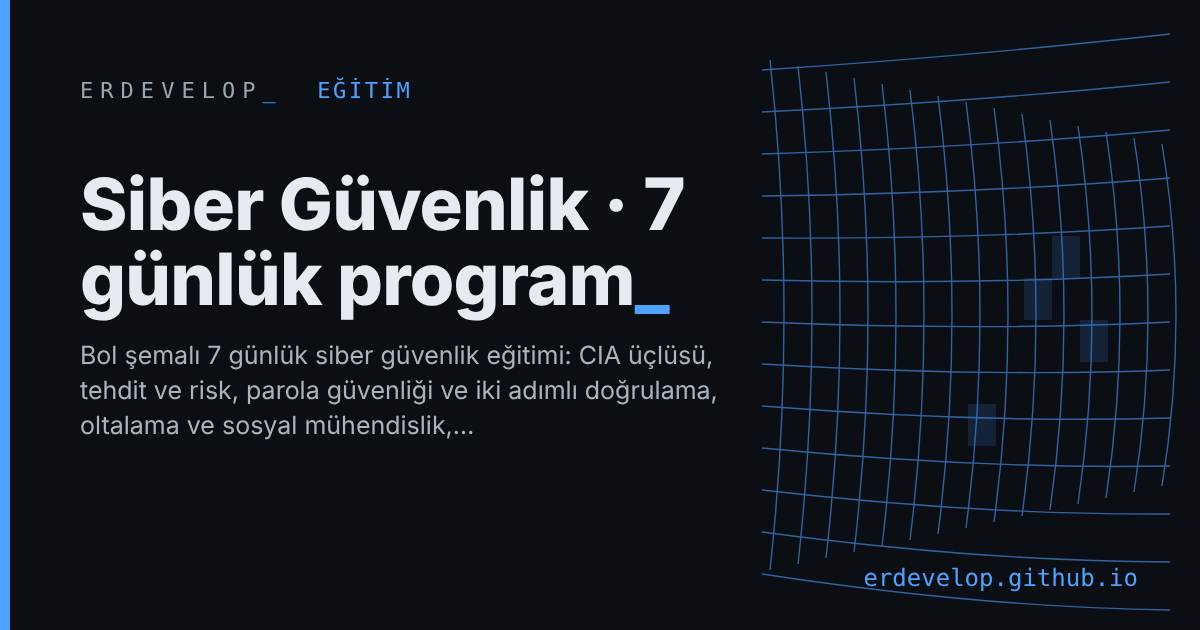 ERDEVELOP_ EĞİTİM
Siber Güvenlik · 7
günlük program_
Bol şemalı 7 günlük siber güvenlik eğitimi: CIA üçlüsü,
tehdit ve risk, parola güvenliği ve iki adımlı doğrulama,
oltalama ve sosyal mühendislik,...
erdevelop.github.io